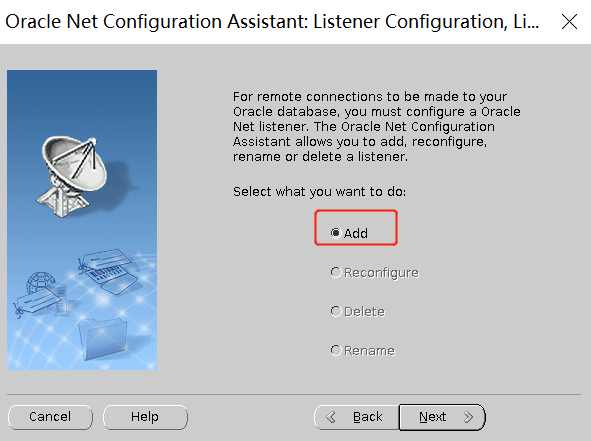 Oracle Net Configuration Assistant: Listener Configuration, Li...
For remote connections to be made to your
Oracle database, you must configure a Oracle
Net listener. The Oracle Net Configuration
Assistant allows you to add, reconfigure,
rename or delete a listener.
Select what you want to do:
Add
Reconfigure
Delete
Rename
Cancel
Help
Back
Next